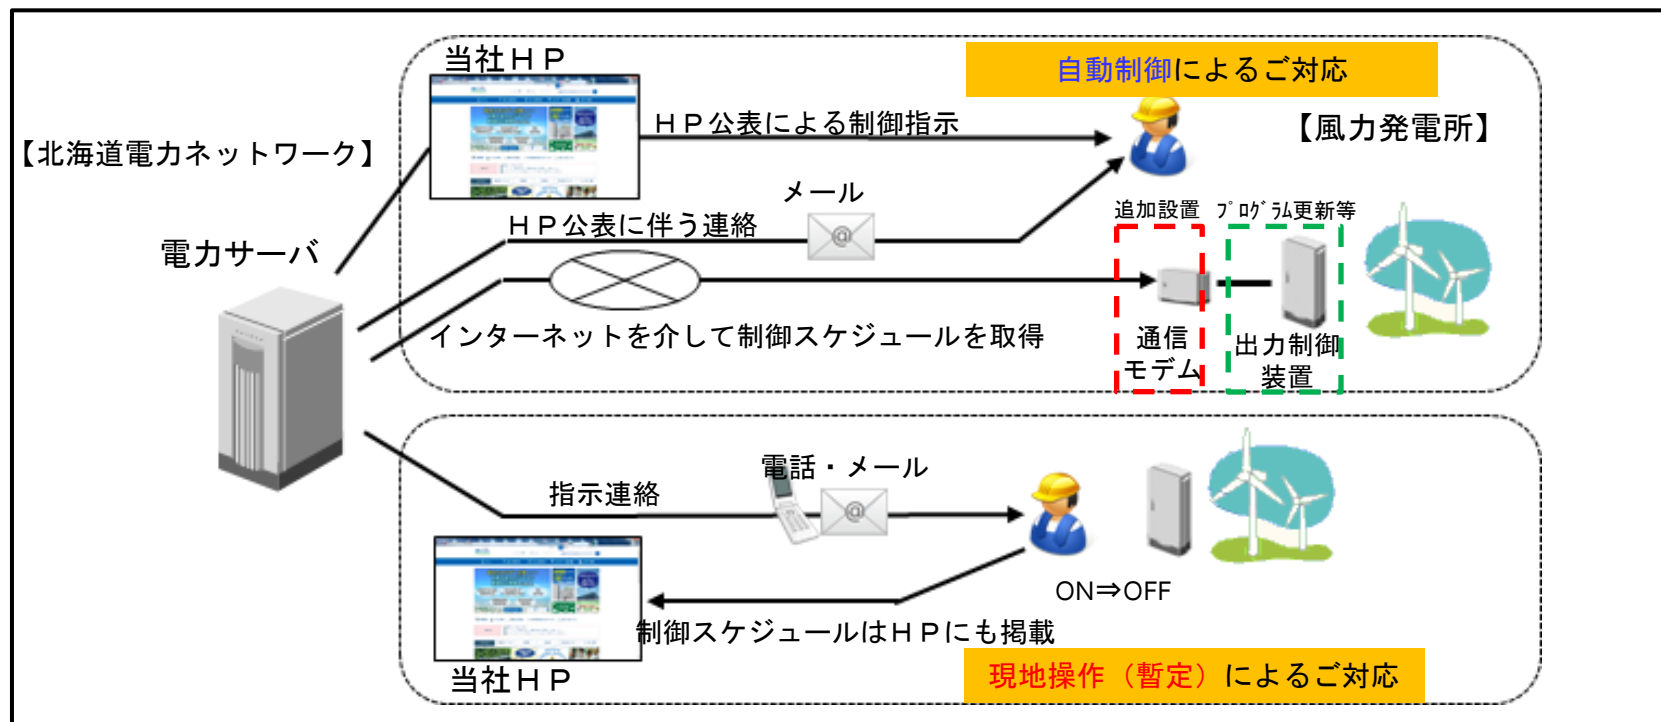 当社ＨＰ
自動制御によるご対応
ＨＰ公表による制御指示
【風力発電所】
【北海道電力ネットワーク】
メール
追加設置
ﾌﾟﾛｸﾞﾗﾑ更新等
ＨＰ公表に伴う連絡
@
電力サーバ
インターネットを介して制御スケジュールを取得
通信
モデム
出力制御
装置
電話・メール
指示連絡
@
ON⇒OFF
制御スケジュールはＨＰにも掲載
当社ＨＰ
現地操作（暫定）によるご対応